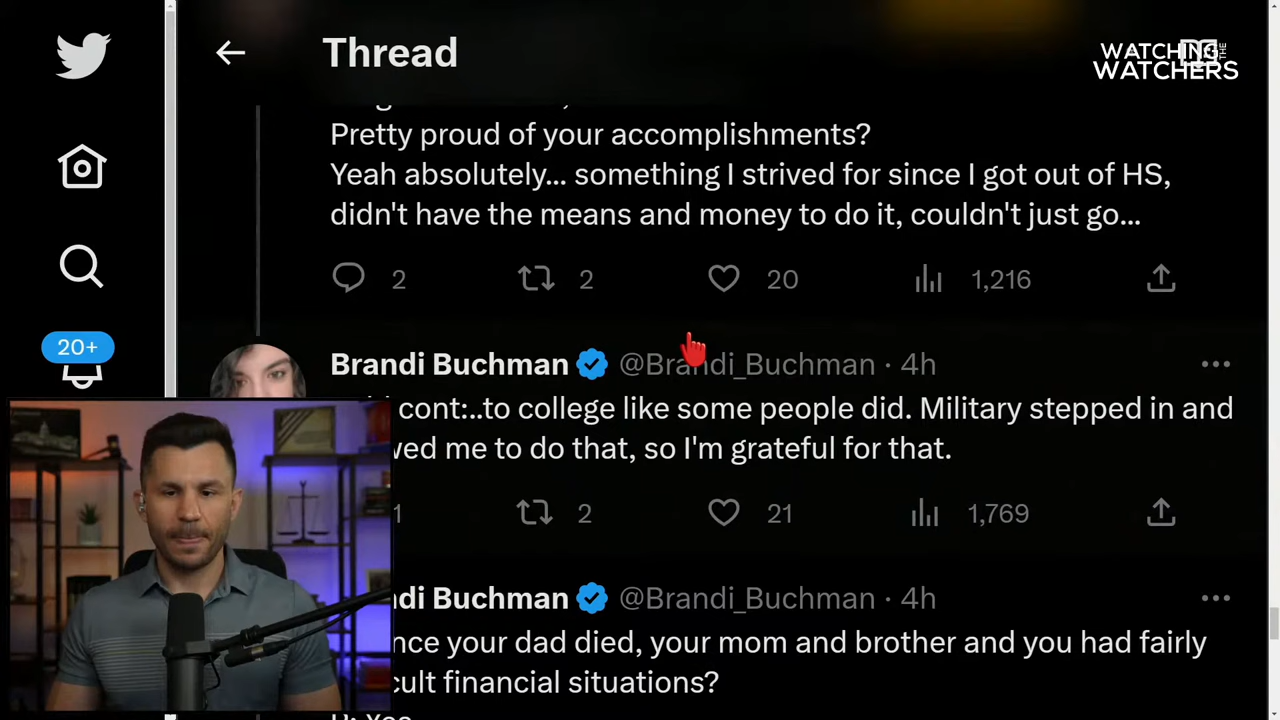 Thread
WATCHING THE
WATCHERS
Pretty proud of your accomplishments?
Yeah absolutely... something I strived for since I got out of HS,
didn't have the means and money to do it, couldn't just go...
2 2 20 1,216
20+
Brandi Buchman @Brandi_Buchman · 4h
cont:..to college like some people did. Military stepped in and
me to do that, so I'm grateful for that.
1 2 21 1,769
Buchman @Brandi_Buchman · 4h
your dad died, your mom and brother and you had fairly
financial situations?
Yes